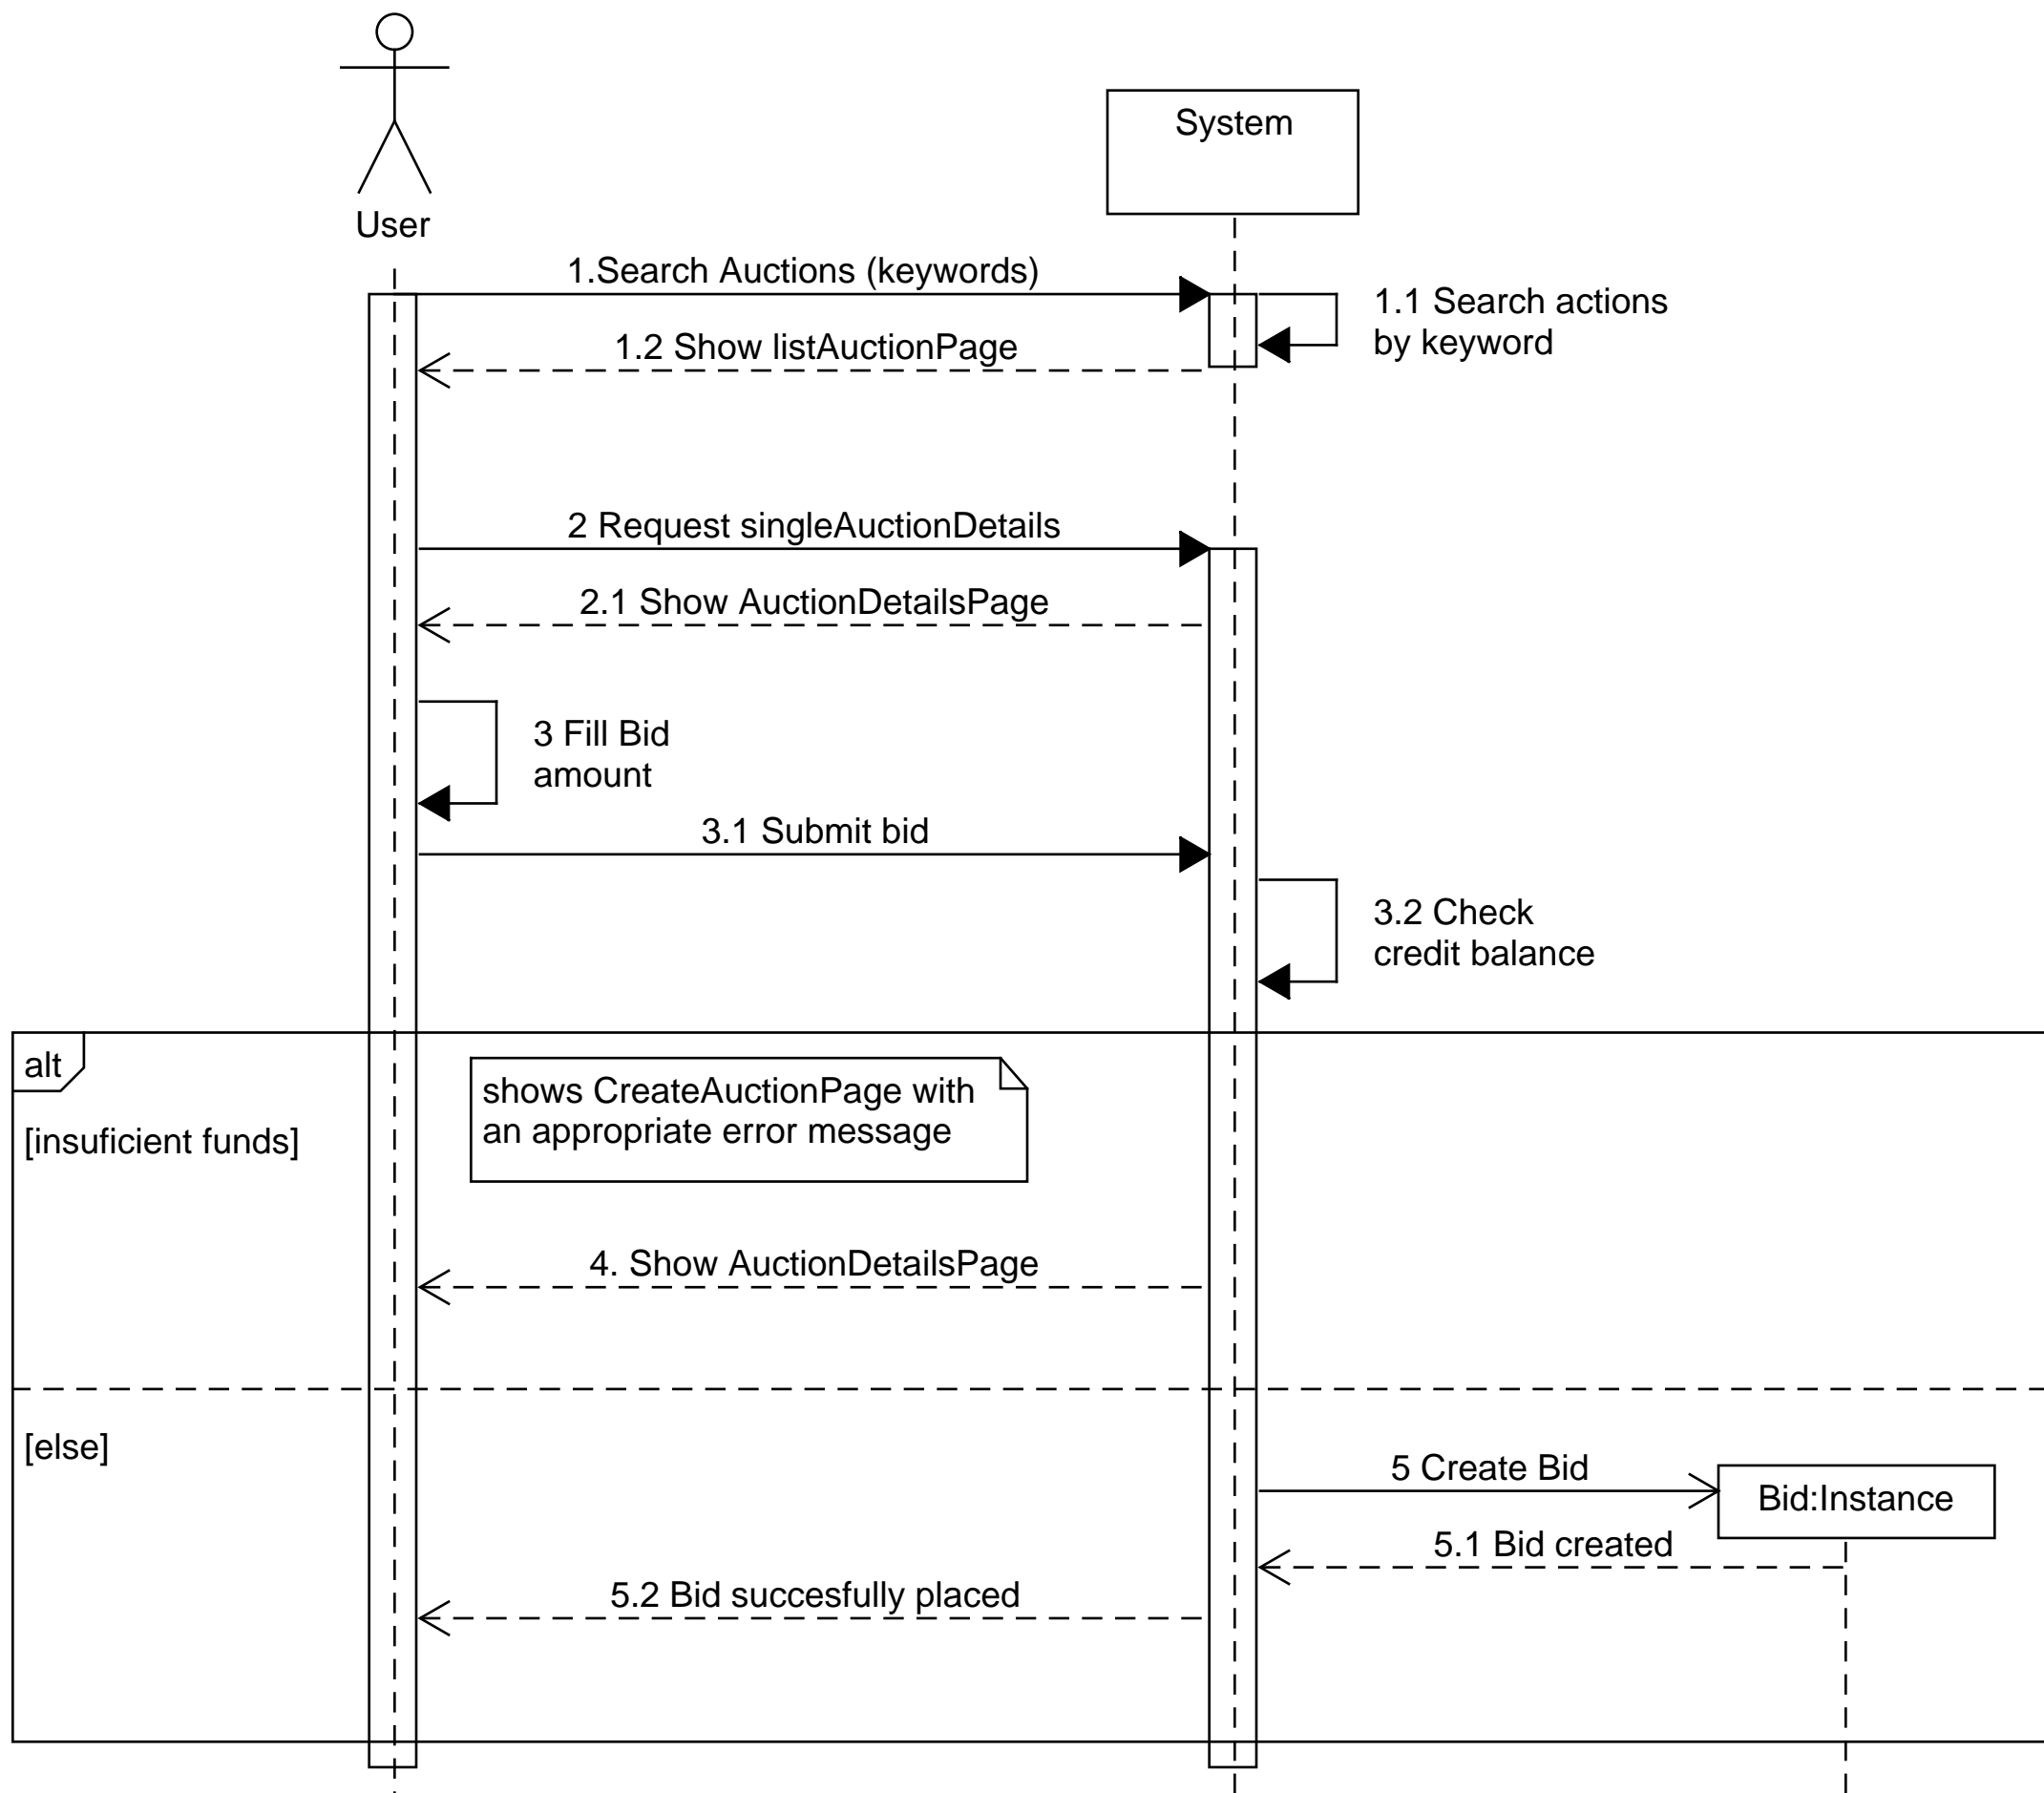 System
User
1.Search Auctions (keywords)
1.1 Search actions
by keyword
1.2 Show listAuctionPage
2 Request singleAuctionDetails
2.1 Show AuctionDetailsPage
3 Fill Bid
amount
3.1 Submit bid
3.2 Check
credit balance
alt
shows CreateAuctionPage with
an appropriate error message
[insuficient funds]
4. Show AuctionDetailsPage
[else]
5 Create Bid
Bid:Instance
5.1 Bid created
5.2 Bid succesfully placed